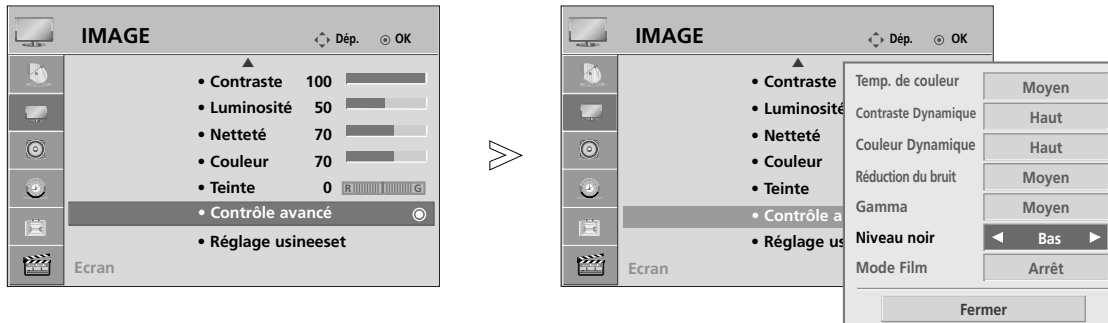 IMAGE
Dép. OK
• Contraste 100
• Luminosité 50
• Netteté 70
• Couleur 70
• Teinte 0 R G
• Contrôle avancé
• Réglage usineeset
Ecran
IMAGE
Dép. OK
• Contraste
• Luminosité
• Netteté
• Couleur
• Teinte
• Contrôle a
• Réglage us
Ecran
Temp. de couleur Moyen
Contraste Dynamique Haut
Couleur Dynamique Haut
Réduction du bruit Moyen
Gamma Moyen
Niveau noir Bas
Mode Film Arrêt
Fermer